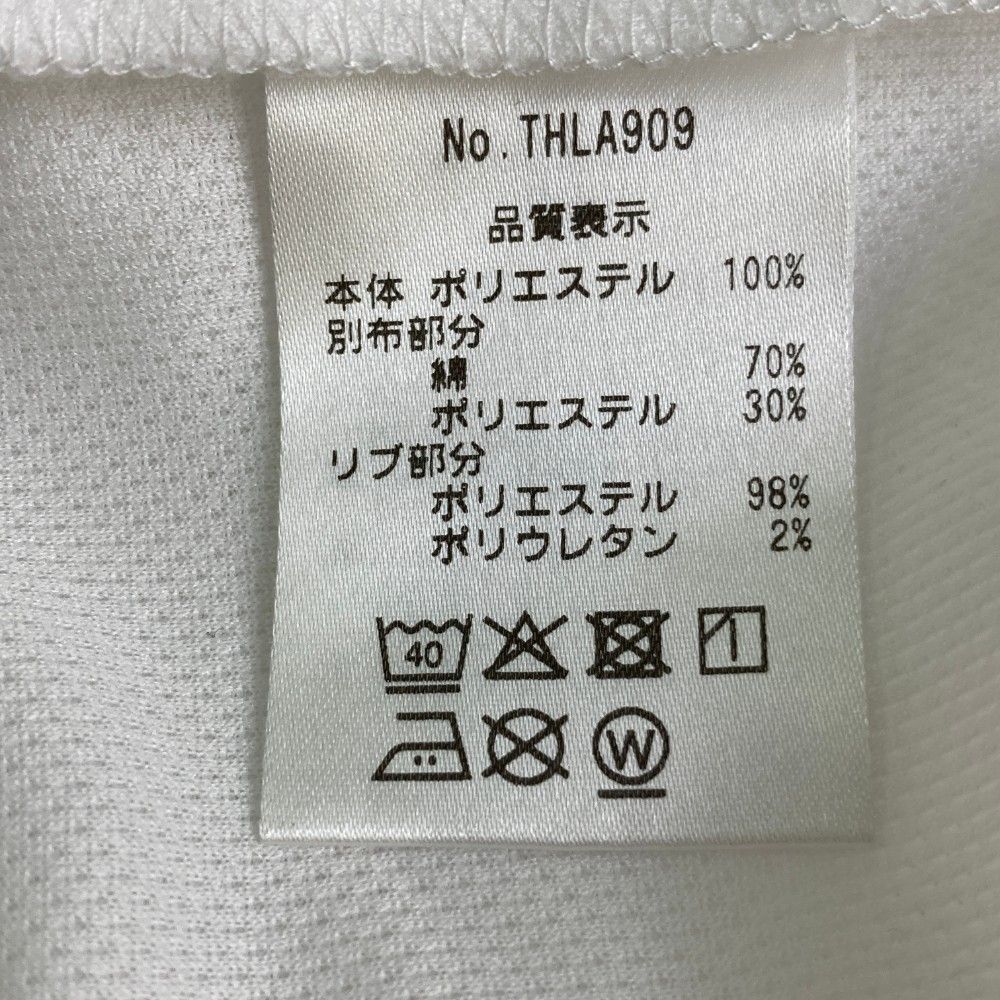 No.THLA909
品質表示
本体 ポリエステル 100%
別布部分
綿 70%
ポリエステル 30%
リブ部分
ポリエステル 98%
ポリウレタン 2%
40
W